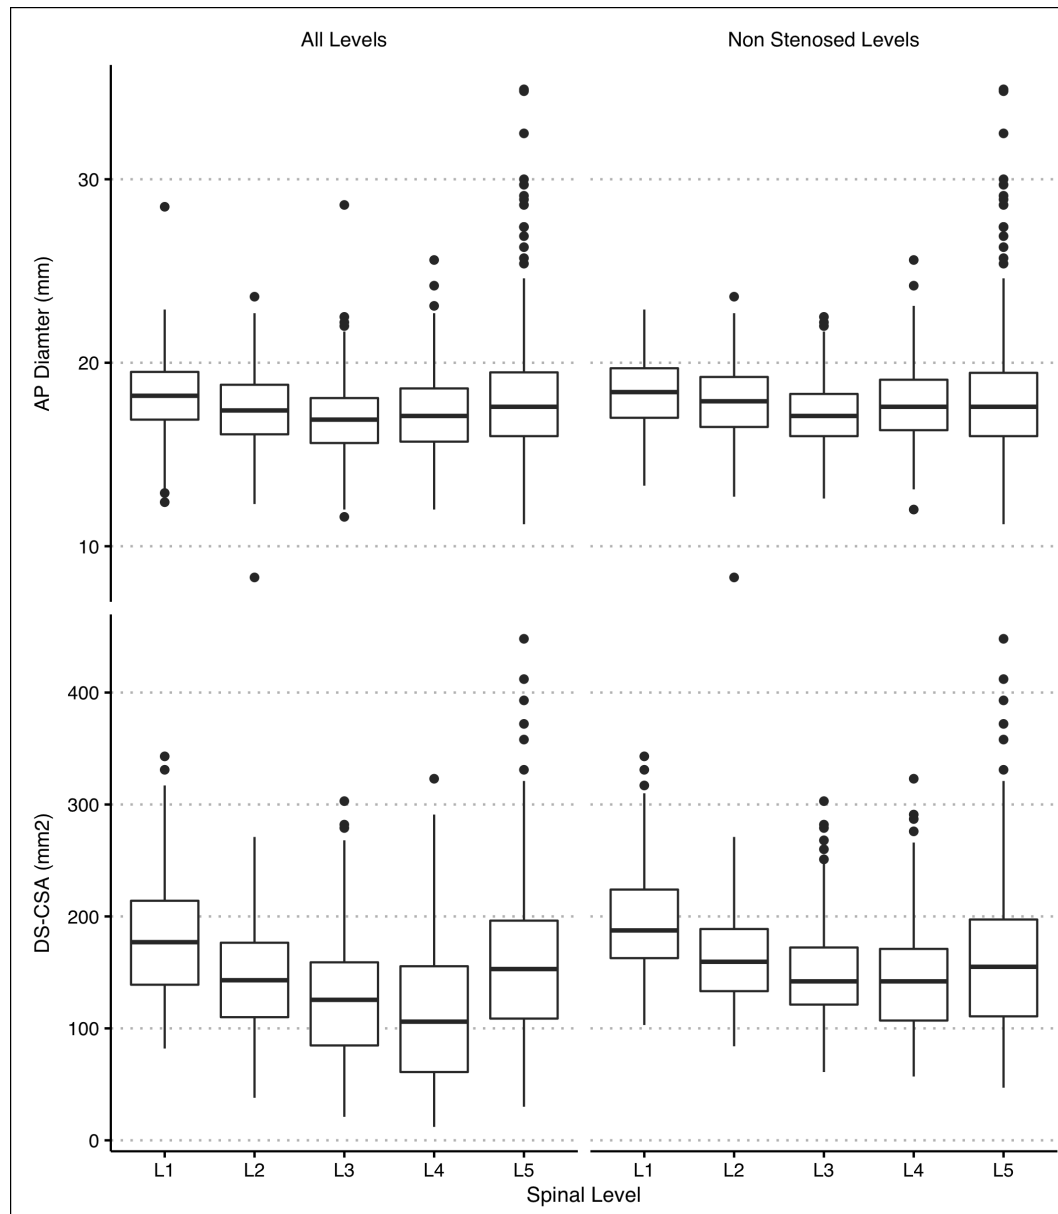 All Levels
Non Stenosed Levels
AP Diamter (mm)
30
20
10
DS-CSA (mm2)
400
300
200
100
0
L1 L2 L3 L4 L5 L1 L2 L3 L4 L5
Spinal Level